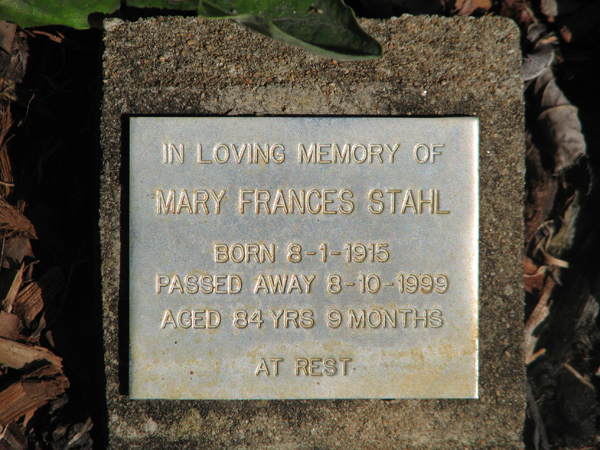 IN LOVING MEMORY OF
MARY FRANCES STAHL
BORN 8-1-1915
PASSED AWAY 8-10-1999
AGED 84 YRS 9 MONTHS
AT REST